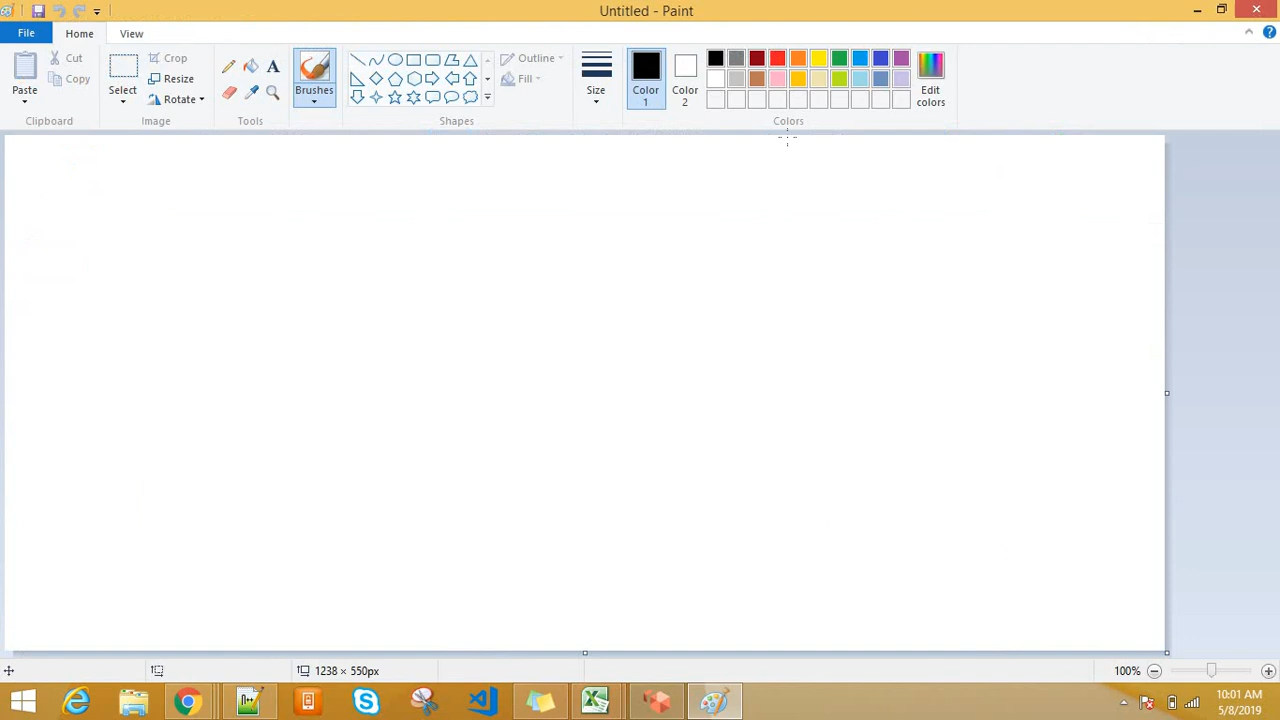 Untitled - Paint
File Home View
Paste
Cut
Copy
Clipboard
Select
Crop
Resize
Rotate
Image
A
Tools
Brushes
Shapes
Outline
Fill
Size
Color 1
Color 2
Edit colors
Colors
1238 × 550px
100%
10:01 AM
5/8/2019